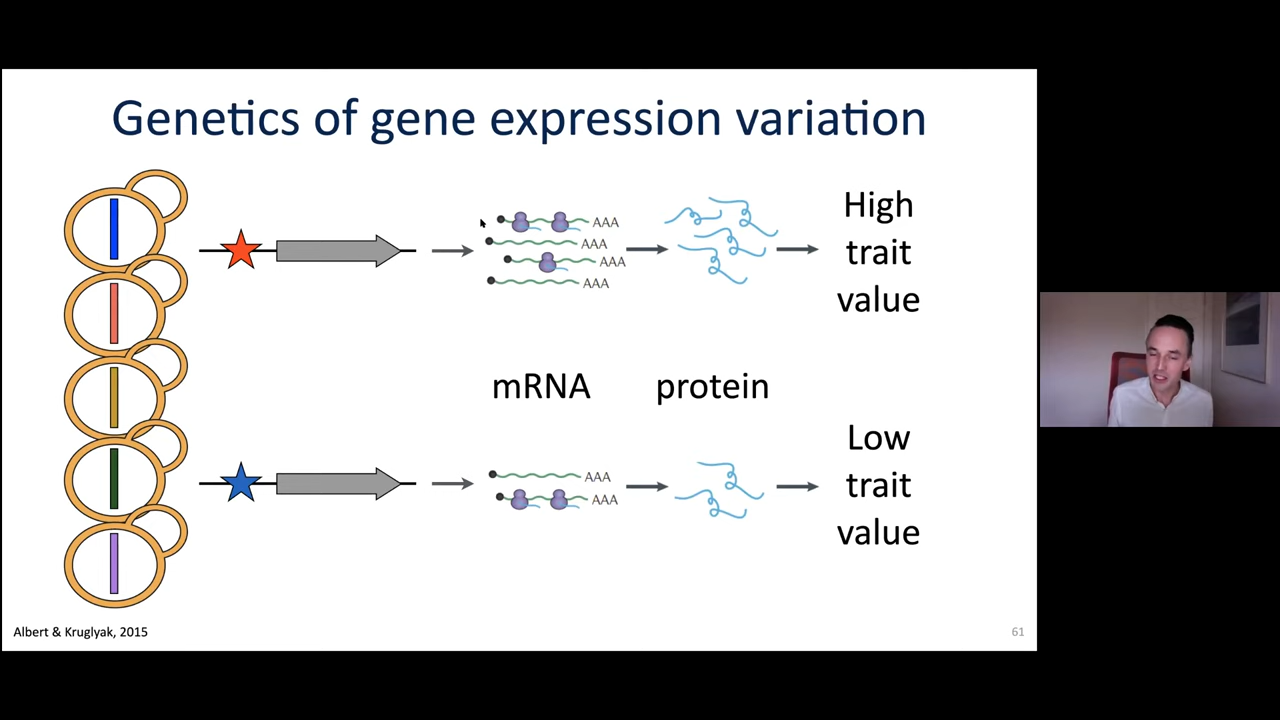 Genetics of gene expression variation
AAA
AAA
AAA
AAA
High
trait
value
mRNA
protein
AAA
AAA
Low
trait
value
Albert & Kruglyak, 2015
61